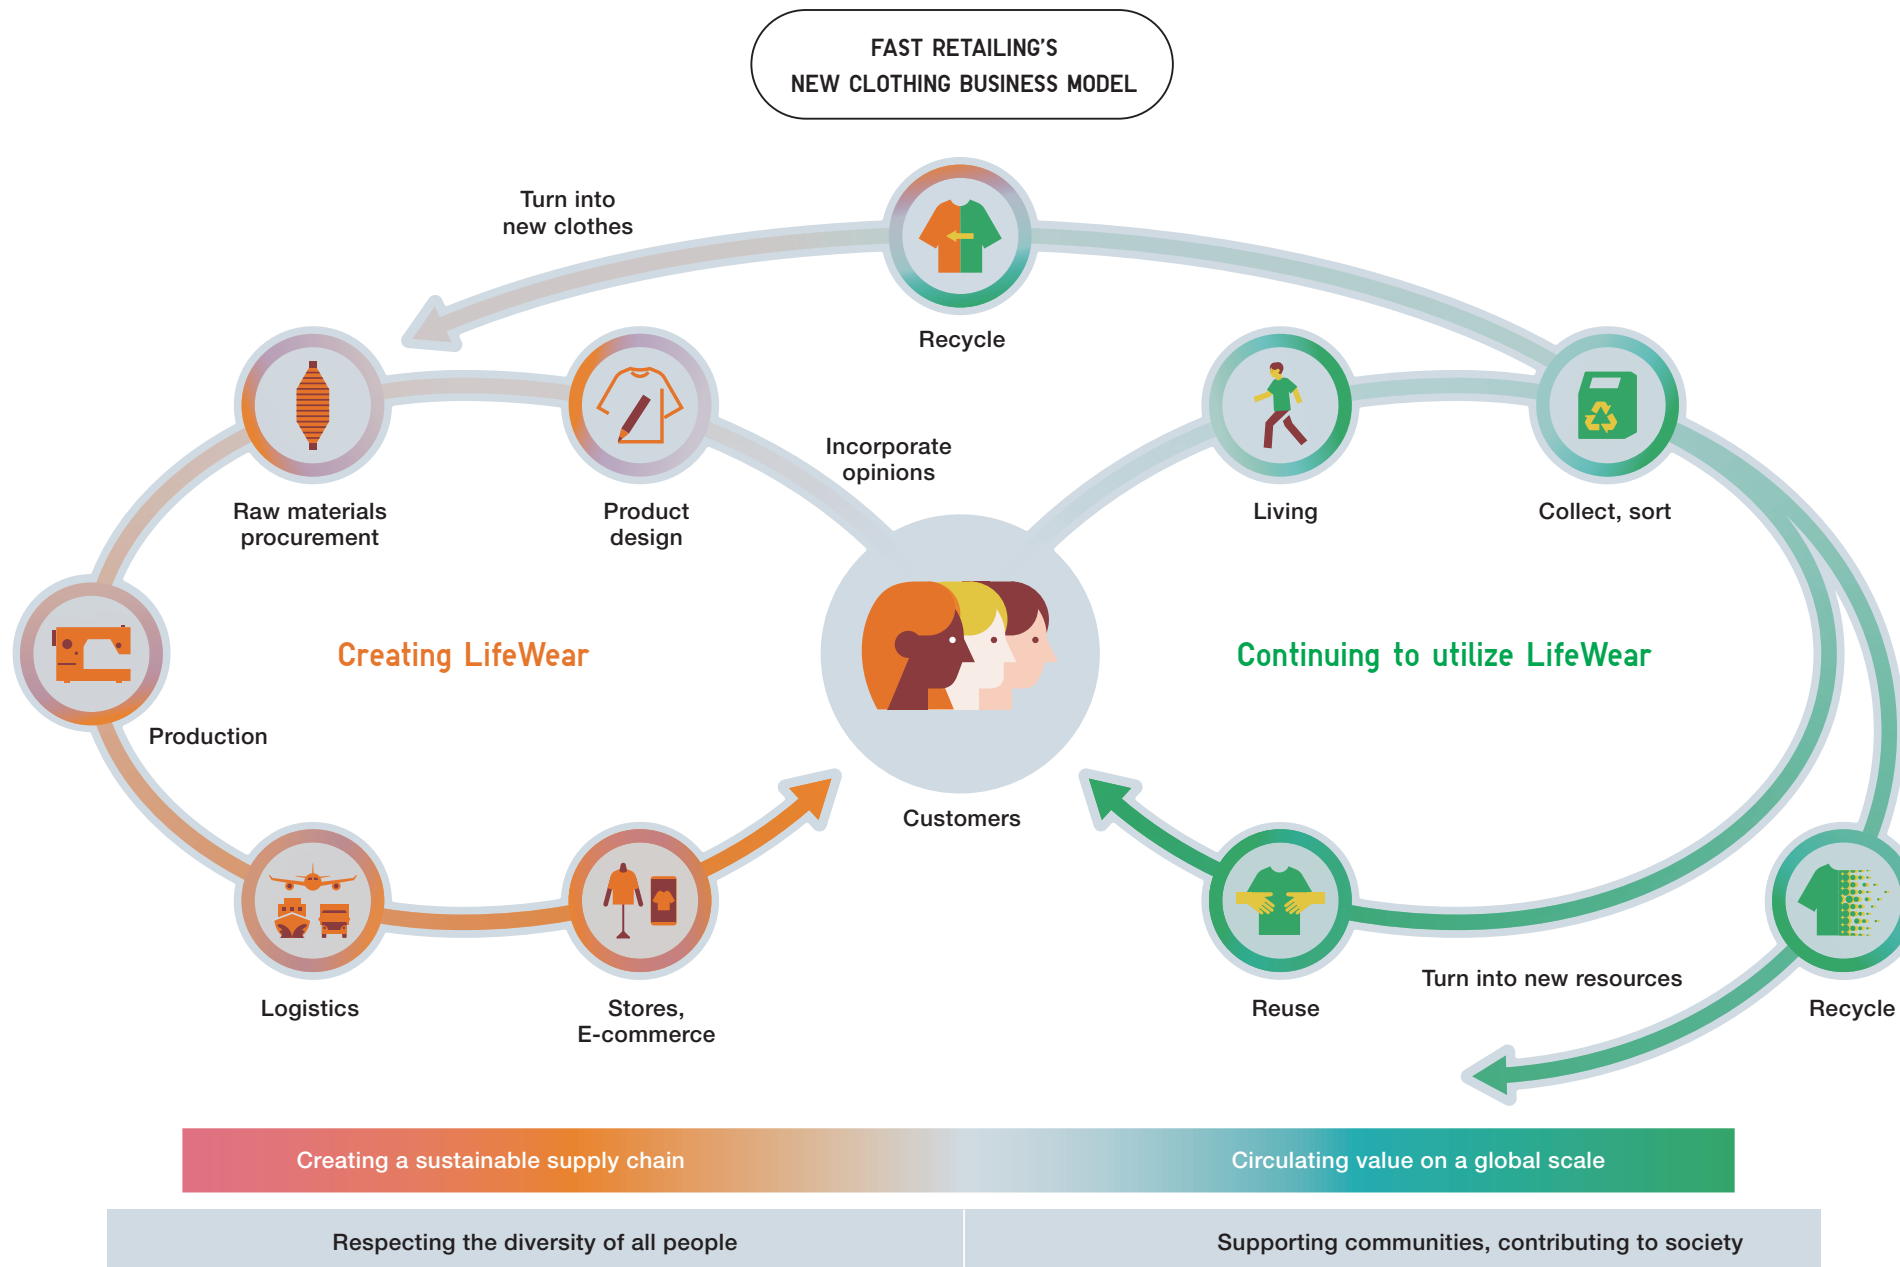 FAST RETAILING'S
NEW CLOTHING BUSINESS MODEL
Turn into
new clothes
Recycle
Incorporate
opinions
Raw materials
procurement
Product
design
Living
Collect, sort
Creating LifeWear
Continuing to utilize LifeWear
Production
Customers
Logistics
Stores,
E-commerce
Reuse
Turn into new resources
Recycle
Creating a sustainable supply chain
Circulating value on a global scale
Respecting the diversity of all people
Supporting communities, contributing to society